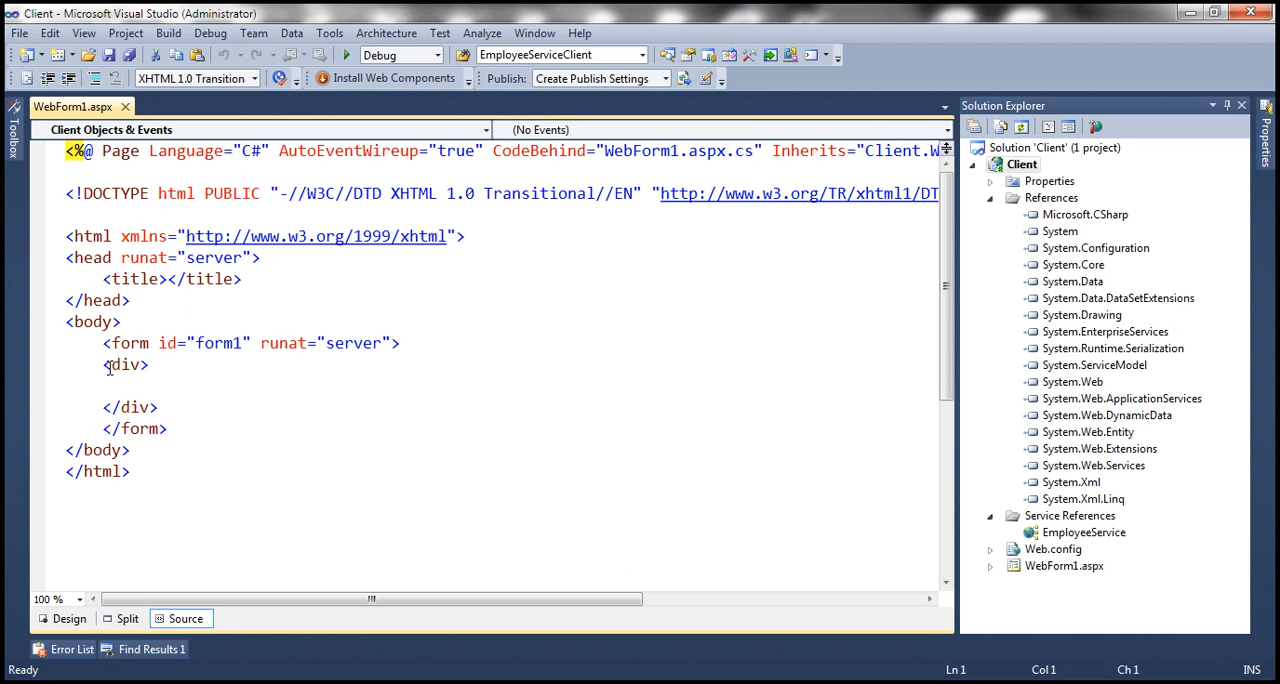 Client - Microsoft Visual Studio (Administrator)
File Edit View Project Build Debug Team Data Tools Architecture Test Analyze Window Help
Debug EmployeeServiceClient
XHTML 1.0 Transition Install Web Components Publish: Create Publish Settings
WebForm1.aspx
Client Objects & Events (No Events)
<%@ Page Language="C#" AutoEventWireup="true" CodeBehind="WebForm1.aspx.cs" Inherits="Client.W
<!DOCTYPE html PUBLIC "-//W3C//DTD XHTML 1.0 Transitional//EN" "http://www.w3.org/TR/xhtml1/DT
<html xmlns="http://www.w3.org/1999/xhtml">
<head runat="server">
<title></title>
</head>
<body>
<form id="form1" runat="server">
<div>
</div>
</form>
</body>
</html>
100 %
Design Split Source
Error List Find Results 1
Ready Ln 1 Col 1 Ch 1 INS
Toolbox
Solution Explorer
Solution 'Client' (1 project)
Client
Properties
References
Microsoft.CSharp
System
System.Configuration
System.Core
System.Data
System.Data.DataSetExtensions
System.Drawing
System.EnterpriseServices
System.Runtime.Serialization
System.ServiceModel
System.Web
System.Web.ApplicationServices
System.Web.DynamicData
System.Web.Entity
System.Web.Extensions
System.Web.Services
System.Xml
System.Xml.Linq
Service References
EmployeeService
Web.config
WebForm1.aspx
Properties